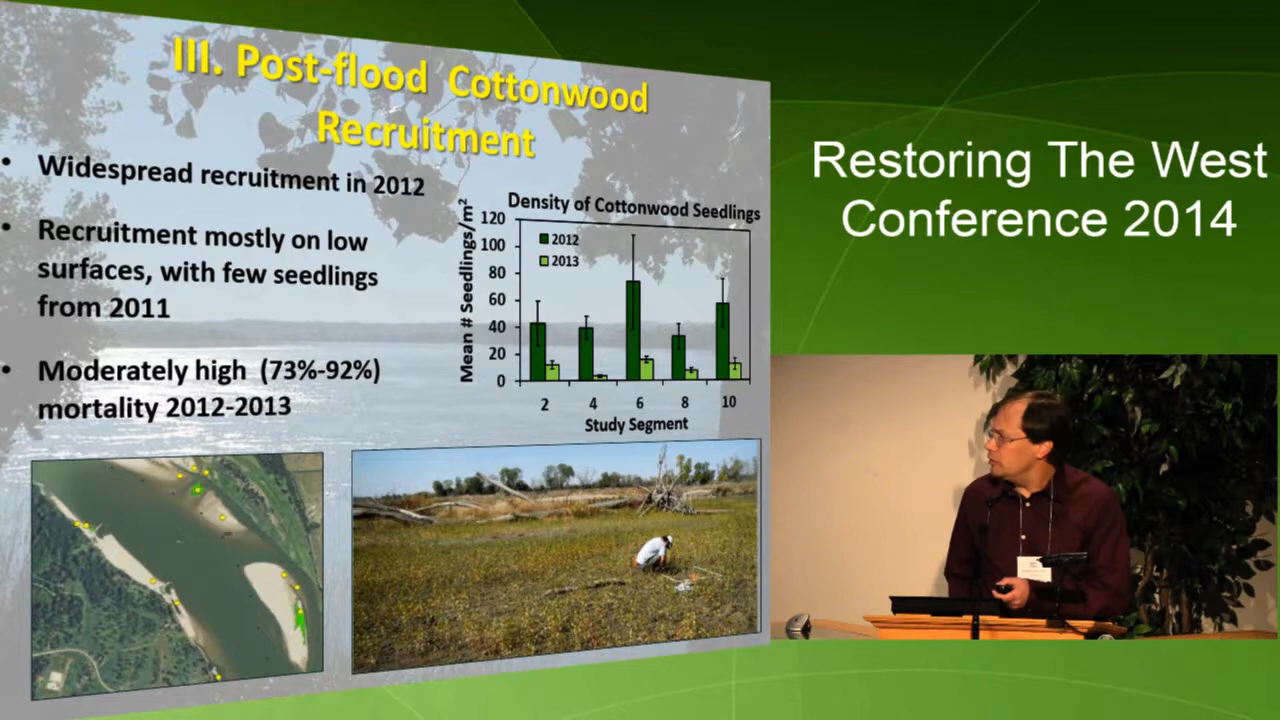 III. Post-flood Cottonwood
Recruitment
• Widespread recruitment in 2012
• Recruitment mostly on low
surfaces, with few seedlings
from 2011
• Moderately high (73%-92%)
mortality 2012-2013
Density of Cottonwood Seedlings
Mean # Seedlings/m²
120
100
80
60
40
20
0
2012
2013
2 4 6 8 10
Study Segment
Restoring The West
Conference 2014